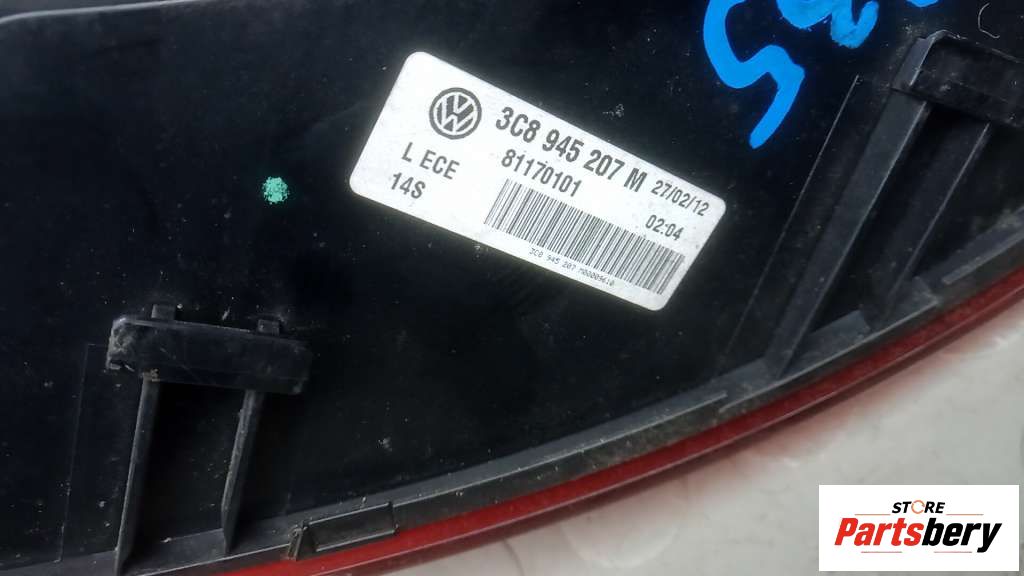 3C8 945 207 M 27/02/12
L ECE 81170101 02:04
14S
STORE
Partsbery